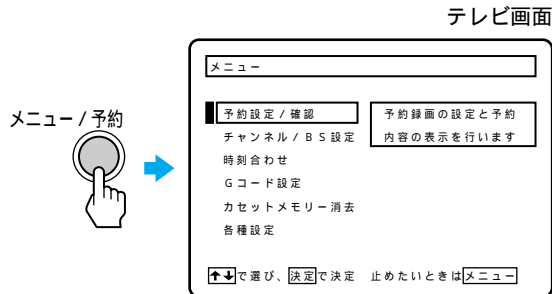 テレビ画面
メニュー
メニュー / 予約
予約設定 / 確認
チャンネル / BS設定
時刻合わせ
Gコード設定
カセットメモリー消去
各種設定
予約録画の設定と予約
内容の表示を行います
↑↓で選び、決定で決定 止めたいときはメニュー